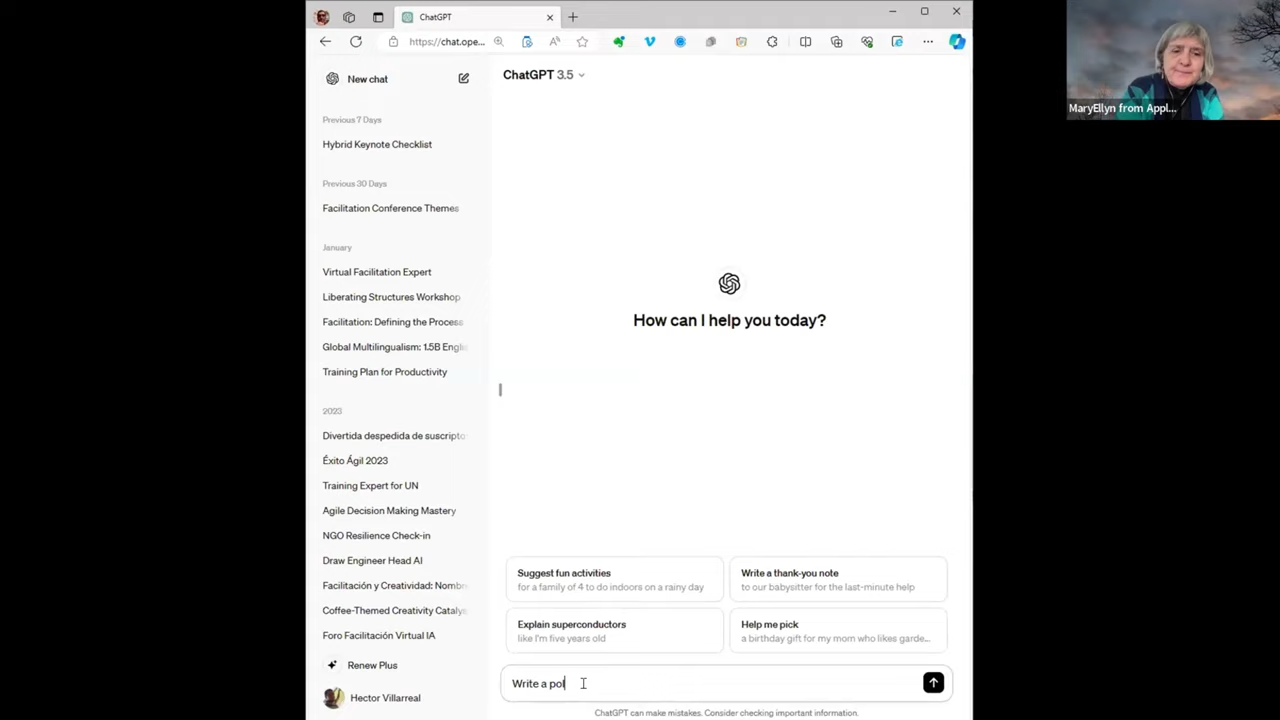 ChatGPT
https://chat.ope...
New chat
Previous 7 Days
Hybrid Keynote Checklist
Previous 30 Days
Facilitation Conference Themes
January
Virtual Facilitation Expert
Liberating Structures Workshop
Facilitation: Defining the Process
Global Multilingualism: 1.5B Engli
Training Plan for Productivity
2023
Divertida despedida de suscripto
Éxito Ágil 2023
Training Expert for UN
Agile Decision Making Mastery
NGO Resilience Check-in
Draw Engineer Head AI
Facilitación y Creatividad: Nombr
Coffee-Themed Creativity Catalys
Foro Facilitación Virtual IA
Renew Plus
Hector Villarreal
ChatGPT 3.5
How can I help you today?
Suggest fun activities
for a family of 4 to do indoors on a rainy day
Write a thank-you note
to our babysitter for the last-minute help
Explain superconductors
like I'm five years old
Help me pick
a birthday gift for my mom who likes garde...
Write a pol
ChatGPT can make mistakes. Consider checking important information.
MaryEllyn from Appl...